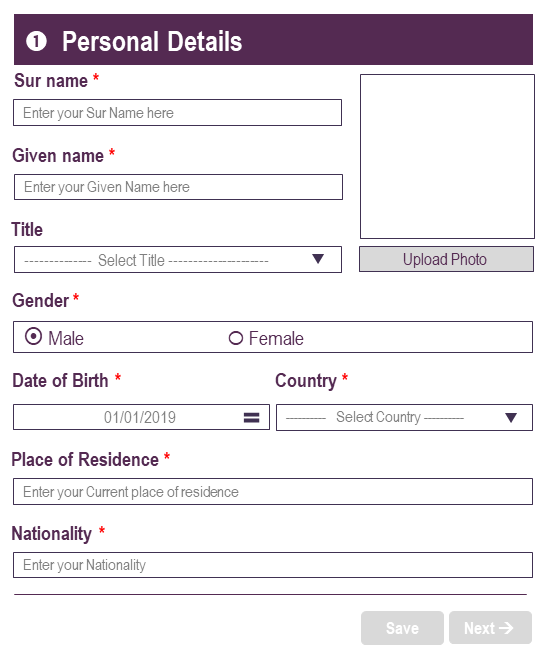 1 Personal Details
Sur name *
Enter your Sur Name here
Given name *
Enter your Given Name here
Title
-------------- Select Title ---------------------
Upload Photo
Gender *
Male Female
Date of Birth * Country *
01/01/2019 ---------- Select Country ----------
Place of Residence *
Enter your Current place of residence
Nationality *
Enter your Nationality
Save Next →